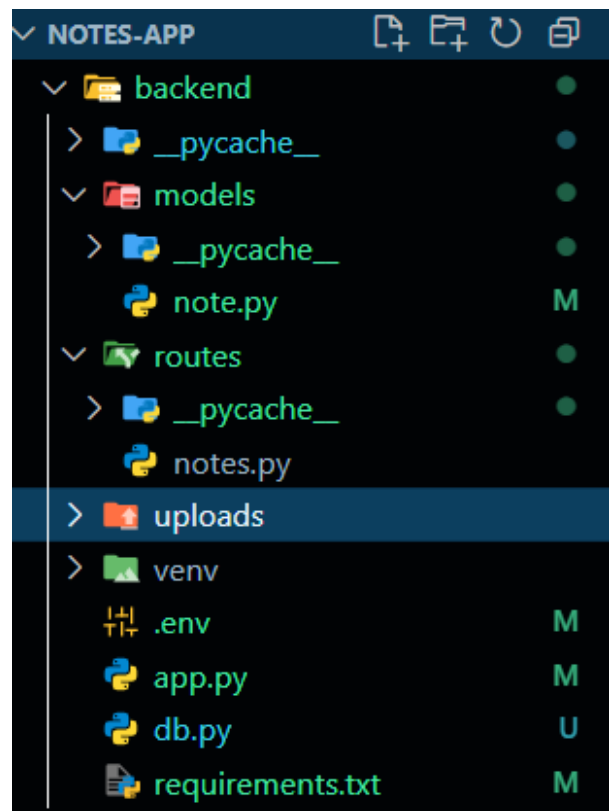 NOTES-APP
backend
__pycache__
models
__pycache__
note.py M
routes
__pycache__
notes.py
uploads
venv
.env M
app.py M
db.py U
requirements.txt M